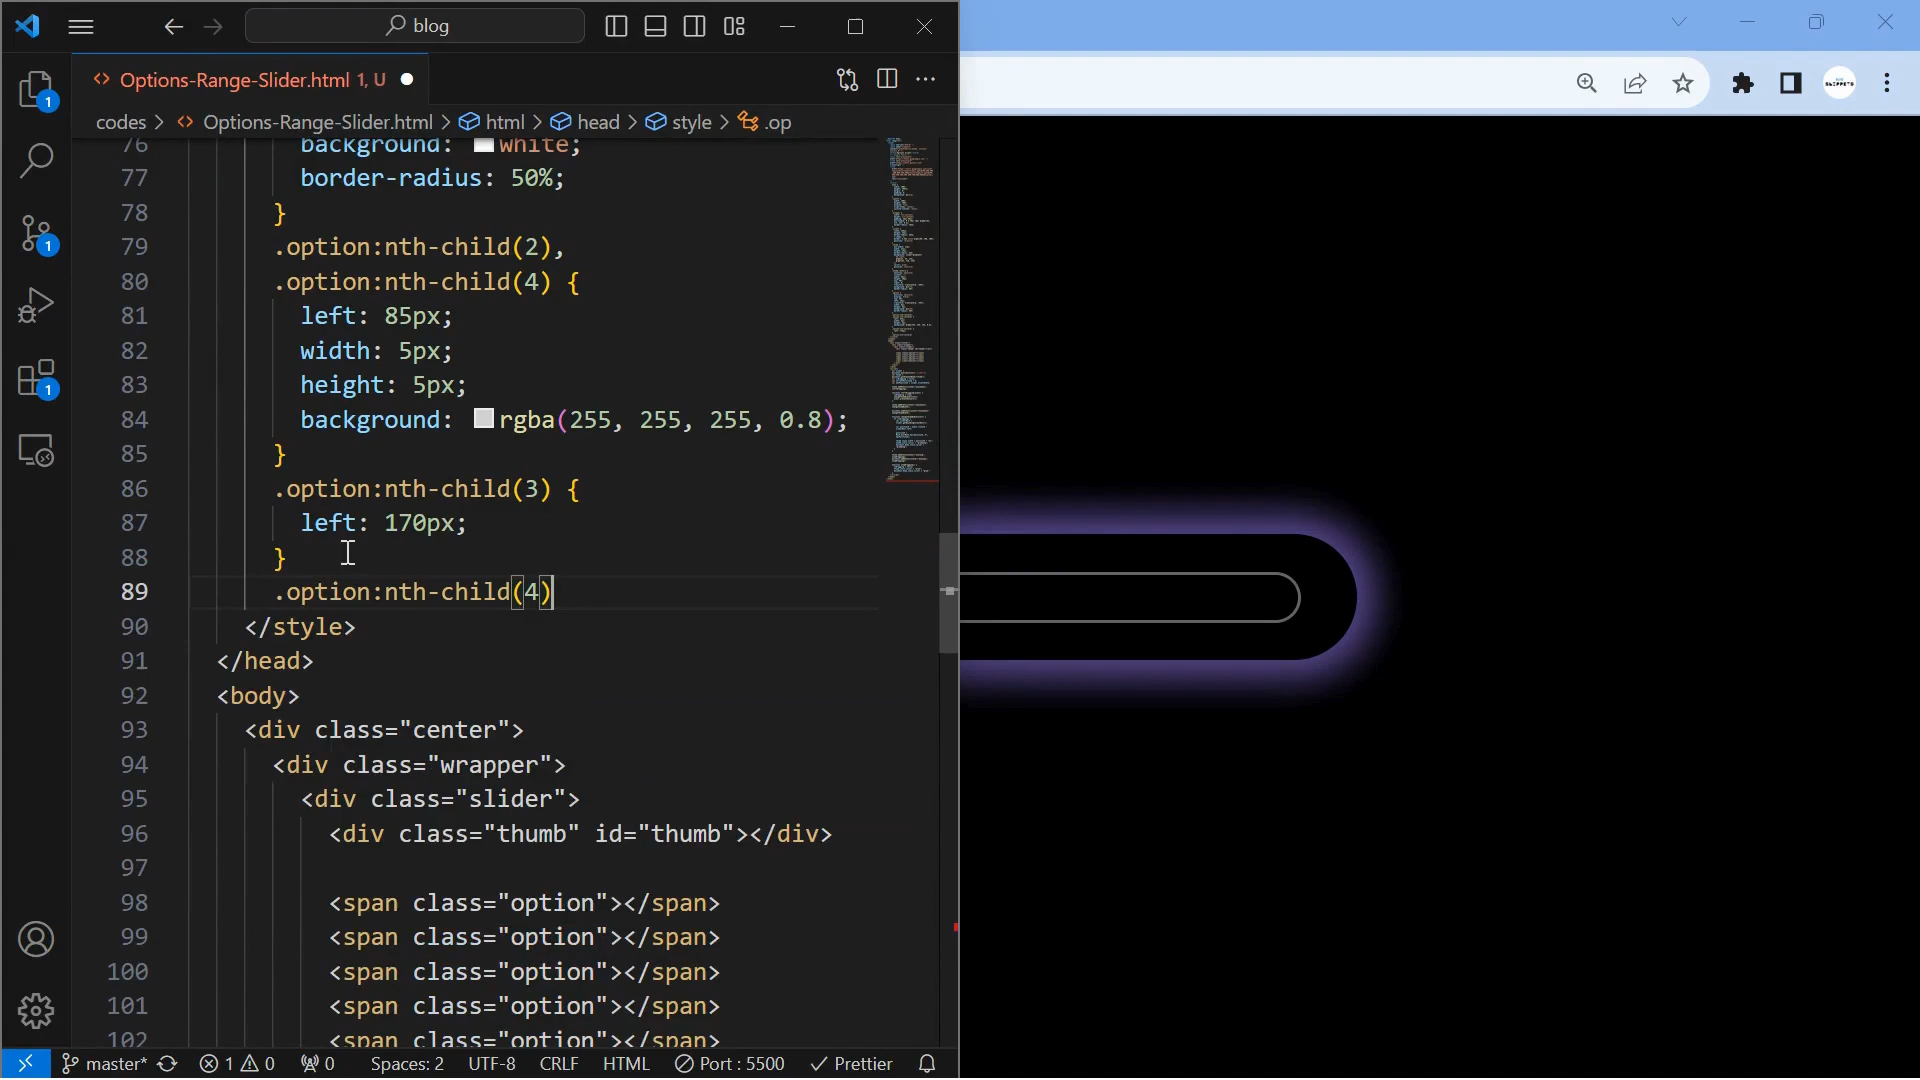 blog
Options-Range-Slider.html 1, U
codes > Options-Range-Slider.html > html > head > style > .op
76 background: white;
77 border-radius: 50%;
78 }
79 .option:nth-child(2),
80 .option:nth-child(4) {
81 left: 85px;
82 width: 5px;
83 height: 5px;
84 background: rgba(255, 255, 255, 0.8);
85 }
86 .option:nth-child(3) {
87 left: 170px;
88 }
89 .option:nth-child(4)
90 </style>
91 </head>
92 <body>
93 <div class="center">
94 <div class="wrapper">
95 <div class="slider">
96 <div class="thumb" id="thumb"></div>
97
98 <span class="option"></span>
99 <span class="option"></span>
100 <span class="option"></span>
101 <span class="option"></span>
102 <span class="option"></span>
1
1
1
master* 1 0 0 Spaces: 2 UTF-8 CRLF HTML Port : 5500 Prettier